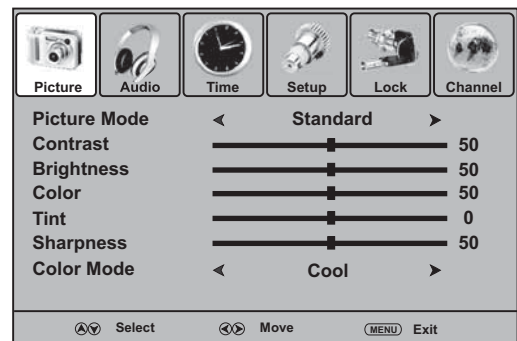 Picture Audio Time Setup Lock Channel
Picture Mode Standard
Contrast 50
Brightness 50
Color 50
Tint 0
Sharpness 50
Color Mode Cool
Select Move MENU Exit